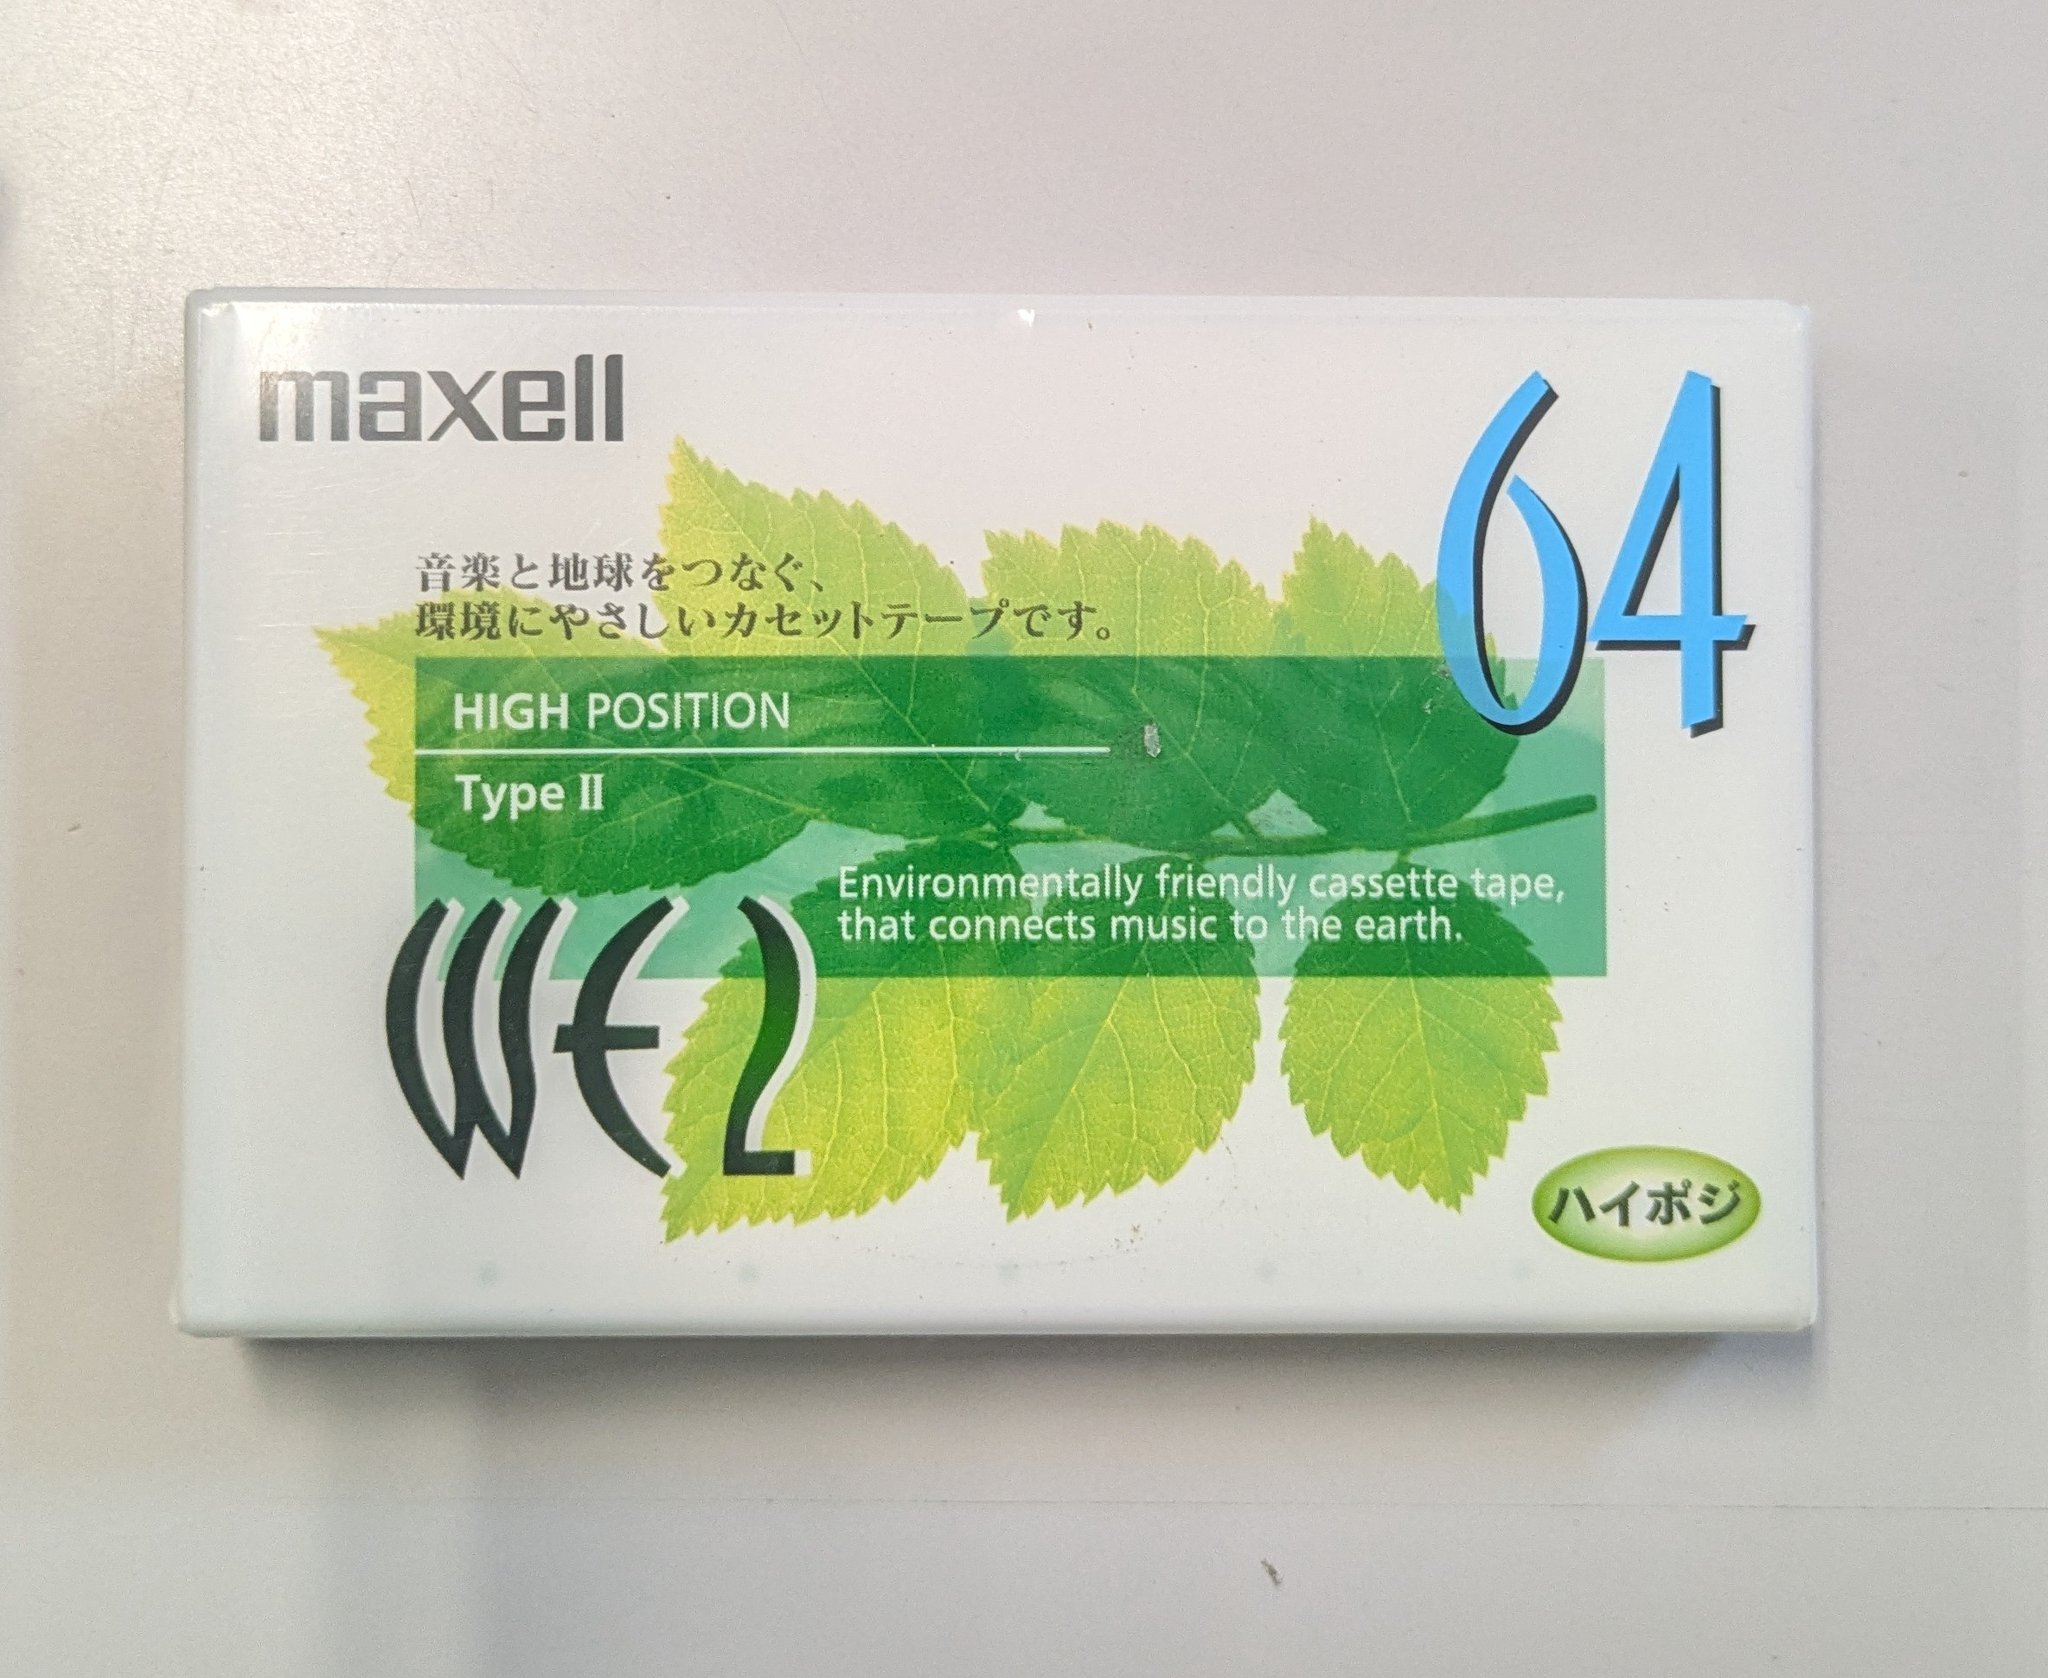 maxell
64
音楽と地球をつなぐ、
環境にやさしいカセットテープです。
HIGH POSITION
Type II
Environmentally friendly cassette tape,
that connects music to the earth.
WE2
ハイポジ